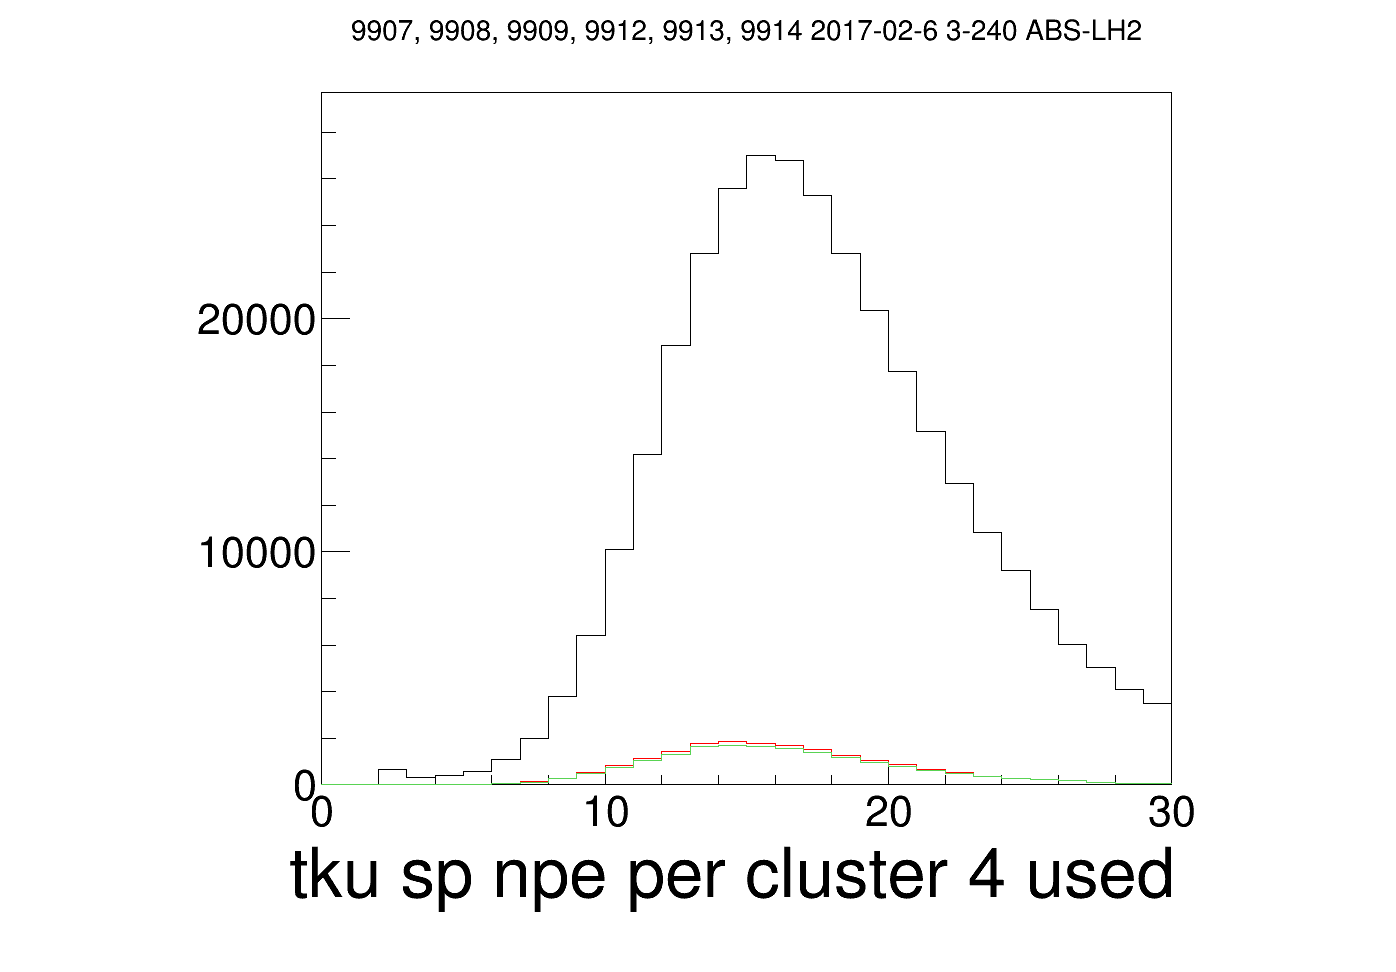 9907, 9908, 9909, 9912, 9913, 9914 2017-02-6 3-240 ABS-LH2
20000
10000
0
0 10 20 30
tku sp npe per cluster 4 used